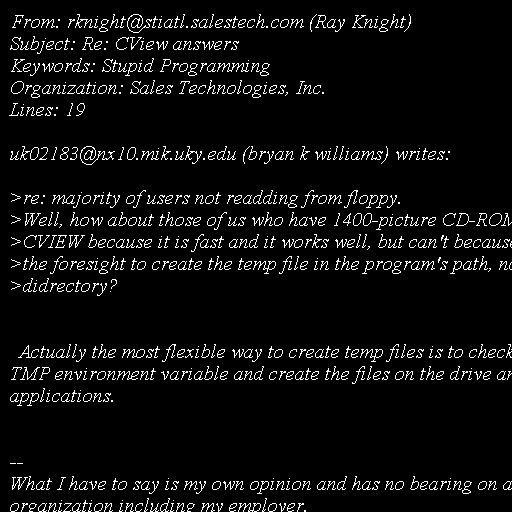 From: rknight@stiatl.salestech.com (Ray Knight)
Subject: Re: CView answers
Keywords: Stupid Programming
Organization: Sales Technologies, Inc.
Lines: 19
uk02183@nx10.mik.uky.edu (bryan k williams) writes:
>re: majority of users not readding from floppy.
>Well, how about those of us who have 1400-picture CD-ROM
>CVIEW because it is fast and it works well, but can't because
>the foresight to create the temp file in the program's path, no
>didrectory?
Actually the most flexible way to create temp files is to check
TMP environment variable and create the files on the drive an
applications.
--
What I have to say is my own opinion and has no bearing on a
organization including my employer.